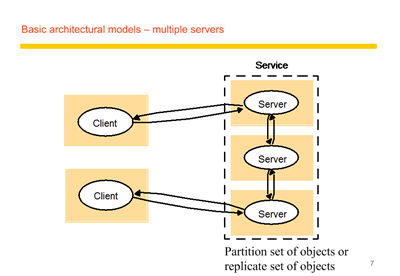 Basic architectural models – multiple servers
Service
Server
Client
Server
Client
Server
Partition set of objects or
replicate set of objects
7